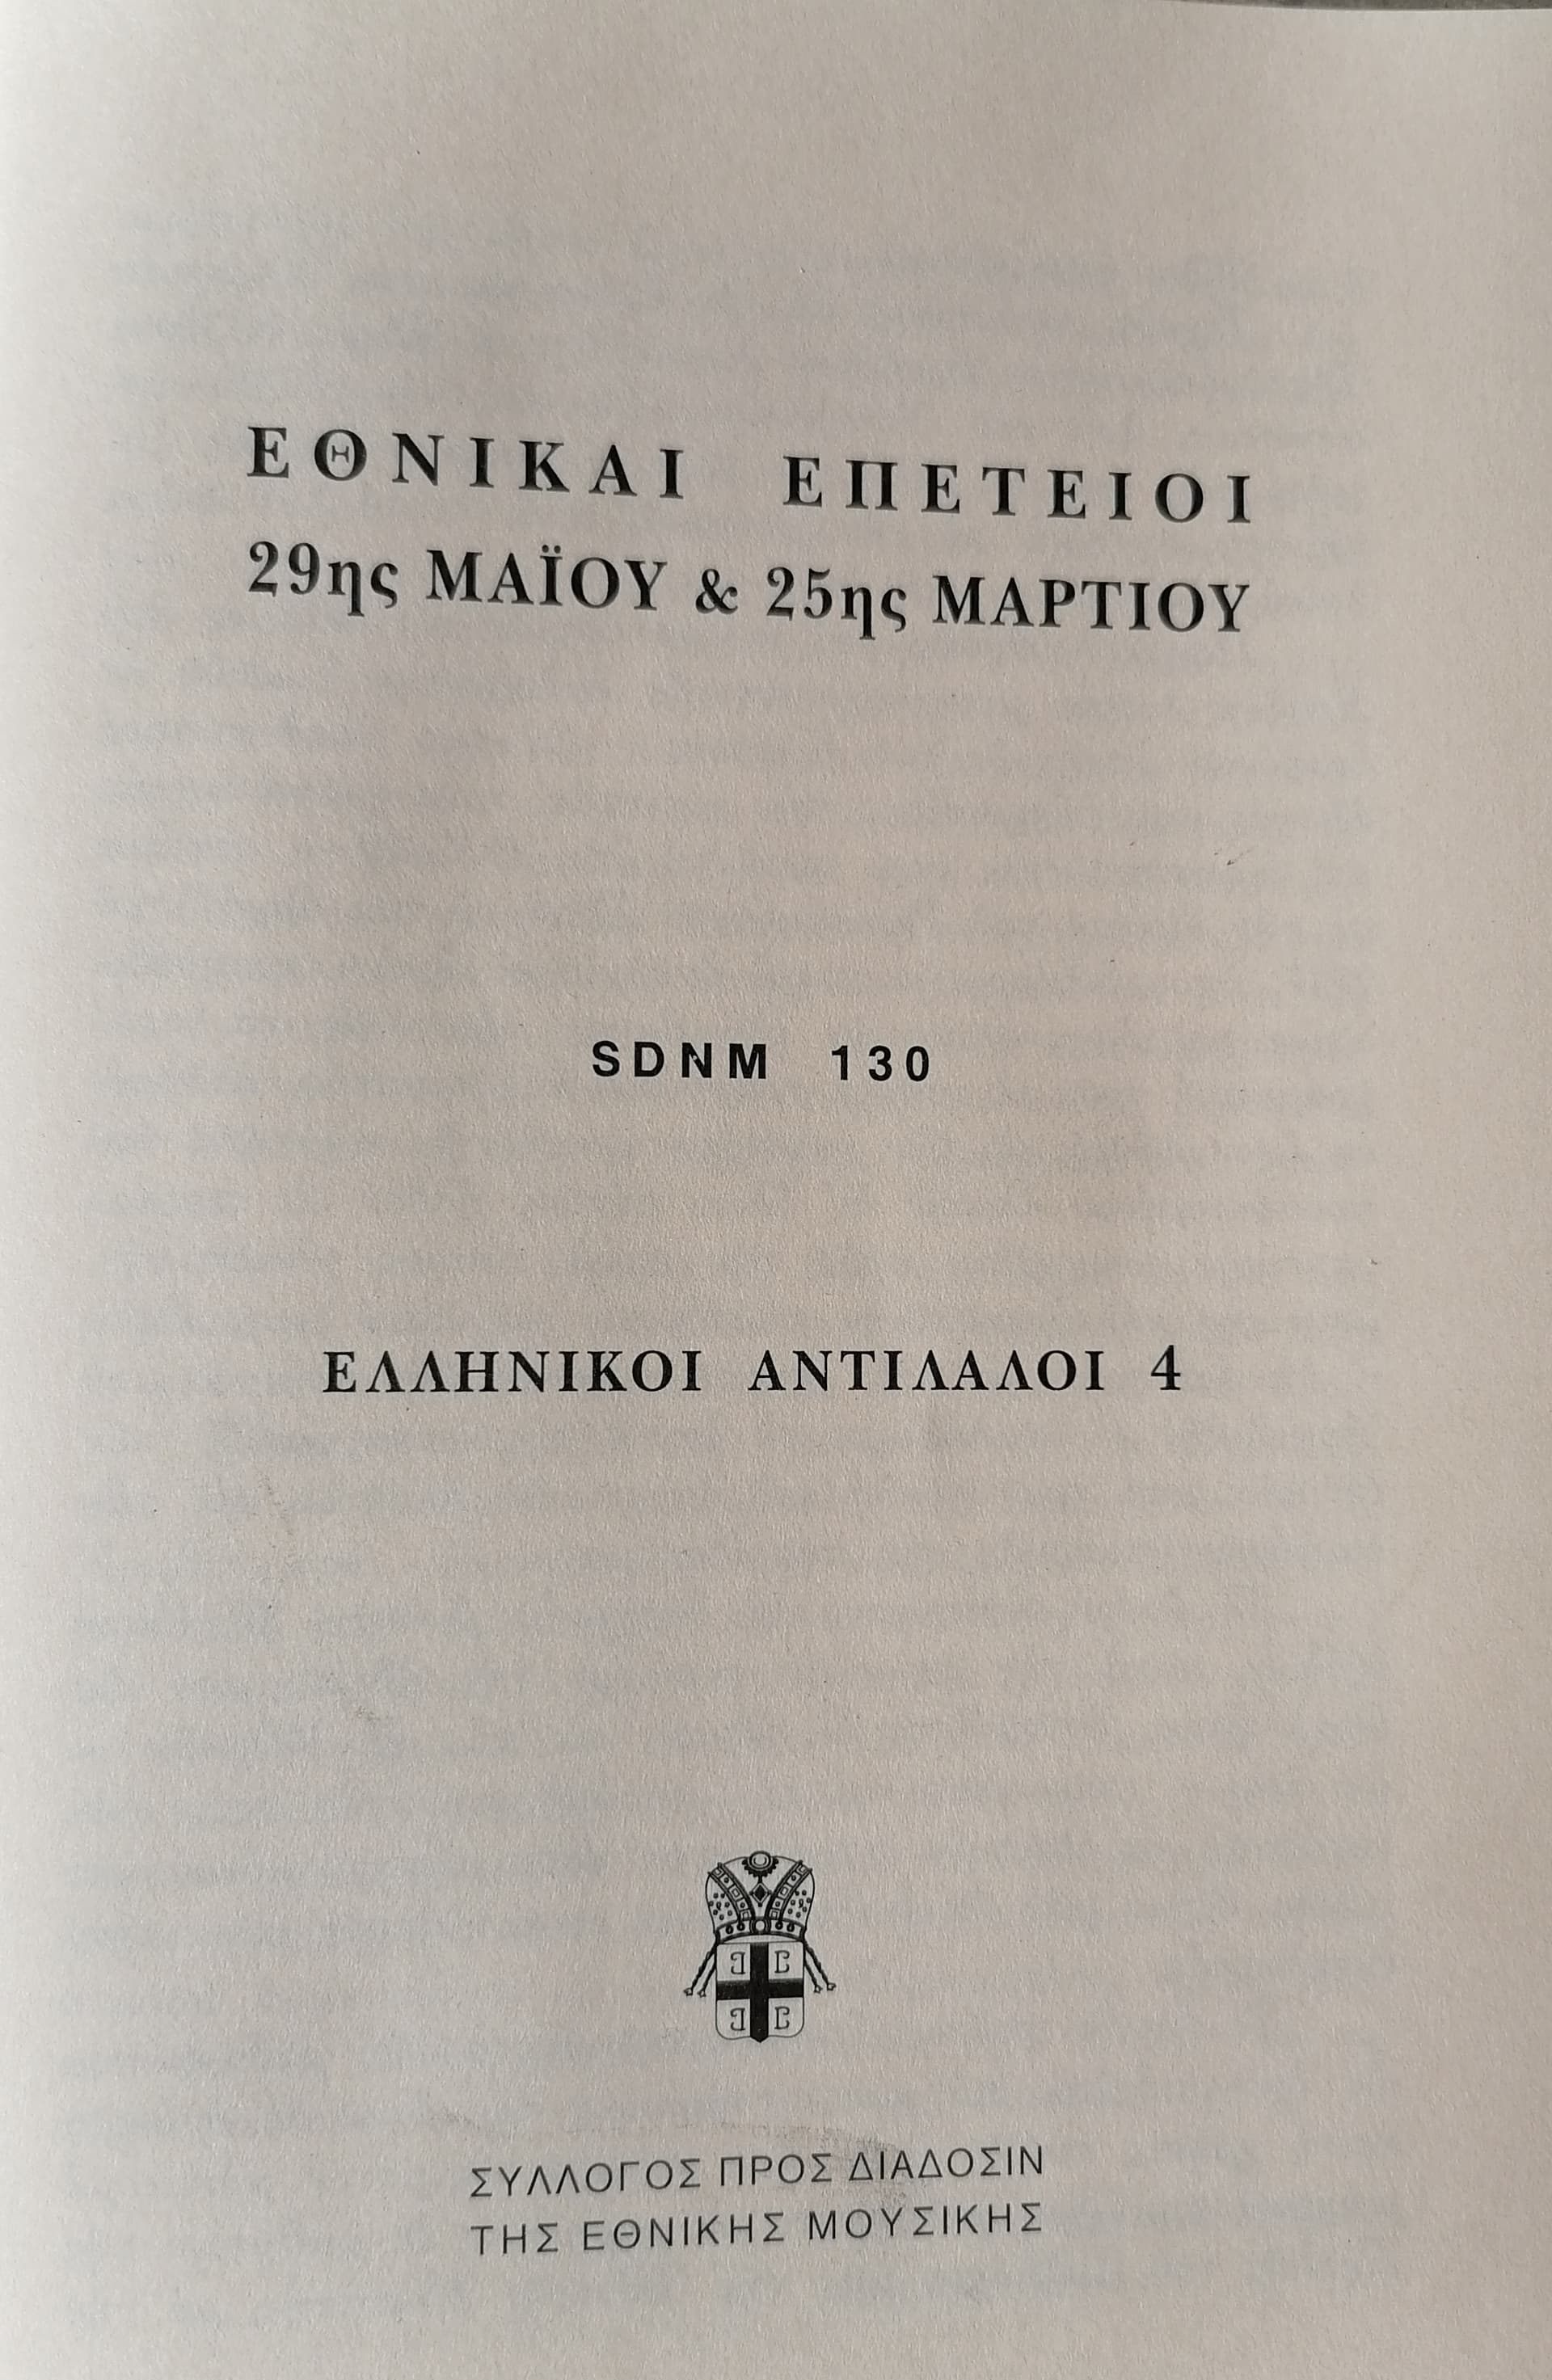 ΕΘΝΙΚΑΙ ΕΠΕΤΕΙΟΙ
29ης ΜΑΪΟΥ & 25ης ΜΑΡΤΙΟΥ
SDNM 130
ΕΛΛΗΝΙΚΟΙ ΑΝΤΙΛΑΛΟΙ 4
ΣΥΛΛΟΓΟΣ ΠΡΟΣ ΔΙΑΔΟΣΙΝ
ΤΗΣ ΕΘΝΙΚΗΣ ΜΟΥΣΙΚΗΣ